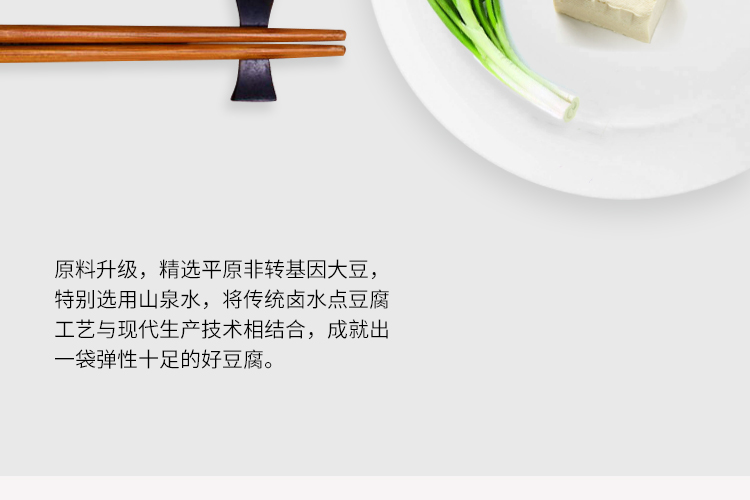 原料升级，精选平原非转基因大豆，
特别选用山泉水，将传统卤水点豆腐
工艺与现代生产技术相结合，成就出
一袋弹性十足的好豆腐。